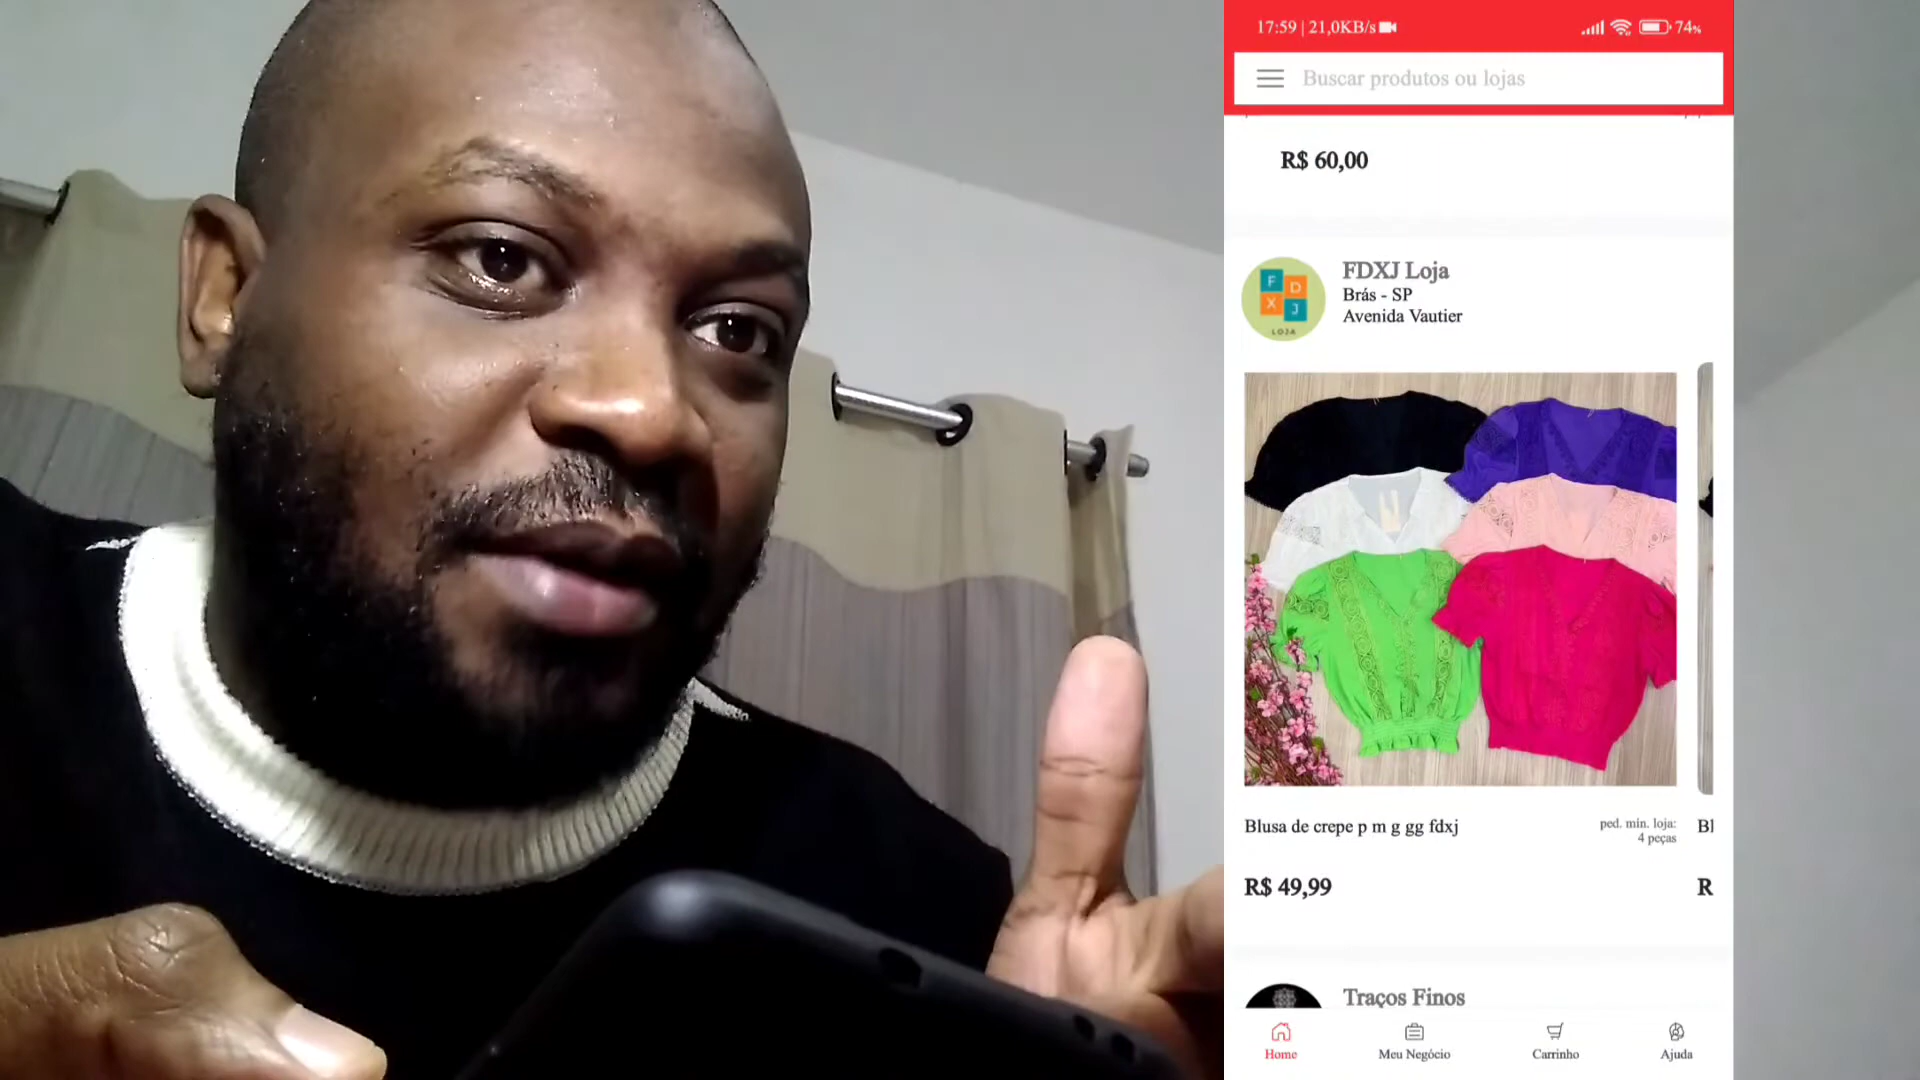 17:59 | 21,0KB/s
74%
Buscar produtos ou lojas
R$ 60,00
F
D
X
J
LOJA
FDXJ Loja
Brás - SP
Avenida Vautier
Blusa de crepe p m g gg fdxj
ped. min. loja:
4 peças
Bl
R$ 49,99
R
Traços Finos
Home
Meu Negócio
Carrinho
Ajuda